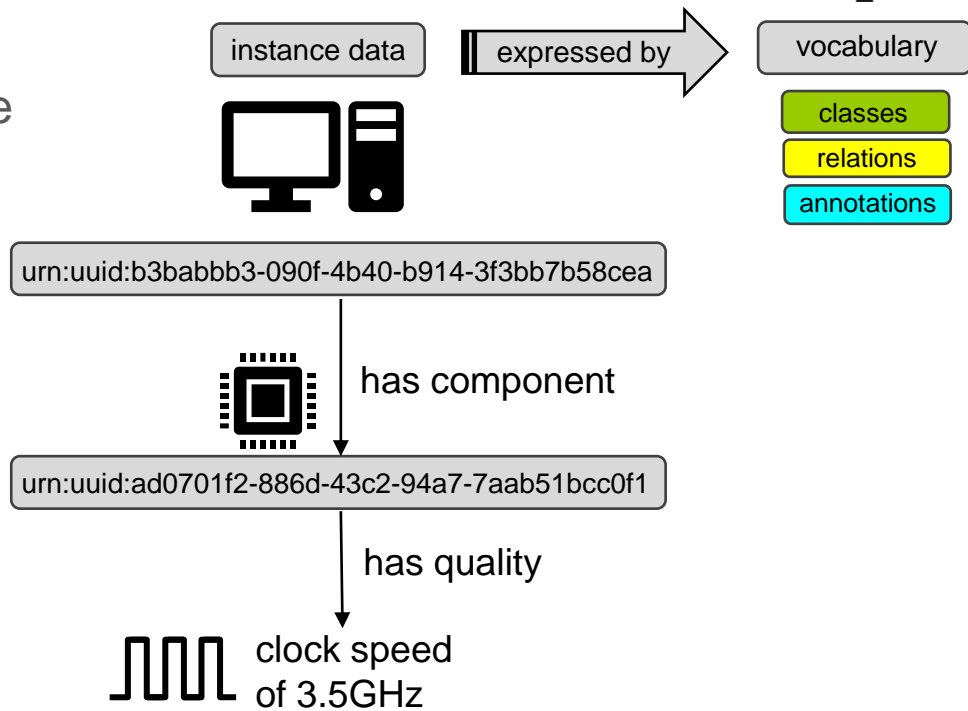 instance data
expressed by
vocabulary
e
classes
relations
annotations
urn:uuid:b3babbb3-090f-4b40-b914-3f3bb7b58cea
has component
urn:uuid:ad0701f2-886d-43c2-94a7-7aab51bcc0f1
has quality
clock speed
of 3.5GHz